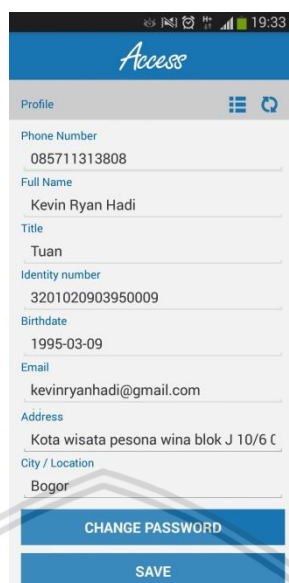 19:33
Access
Profile
Phone Number
085711313808
Full Name
Kevin Ryan Hadi
Title
Tuan
Identity number
3201020903950009
Birthdate
1995-03-09
Email
kevinryanhadi@gmail.com
Address
Kota wisata pesona wina blok J 10/6
City / Location
Bogor
CHANGE PASSWORD
SAVE